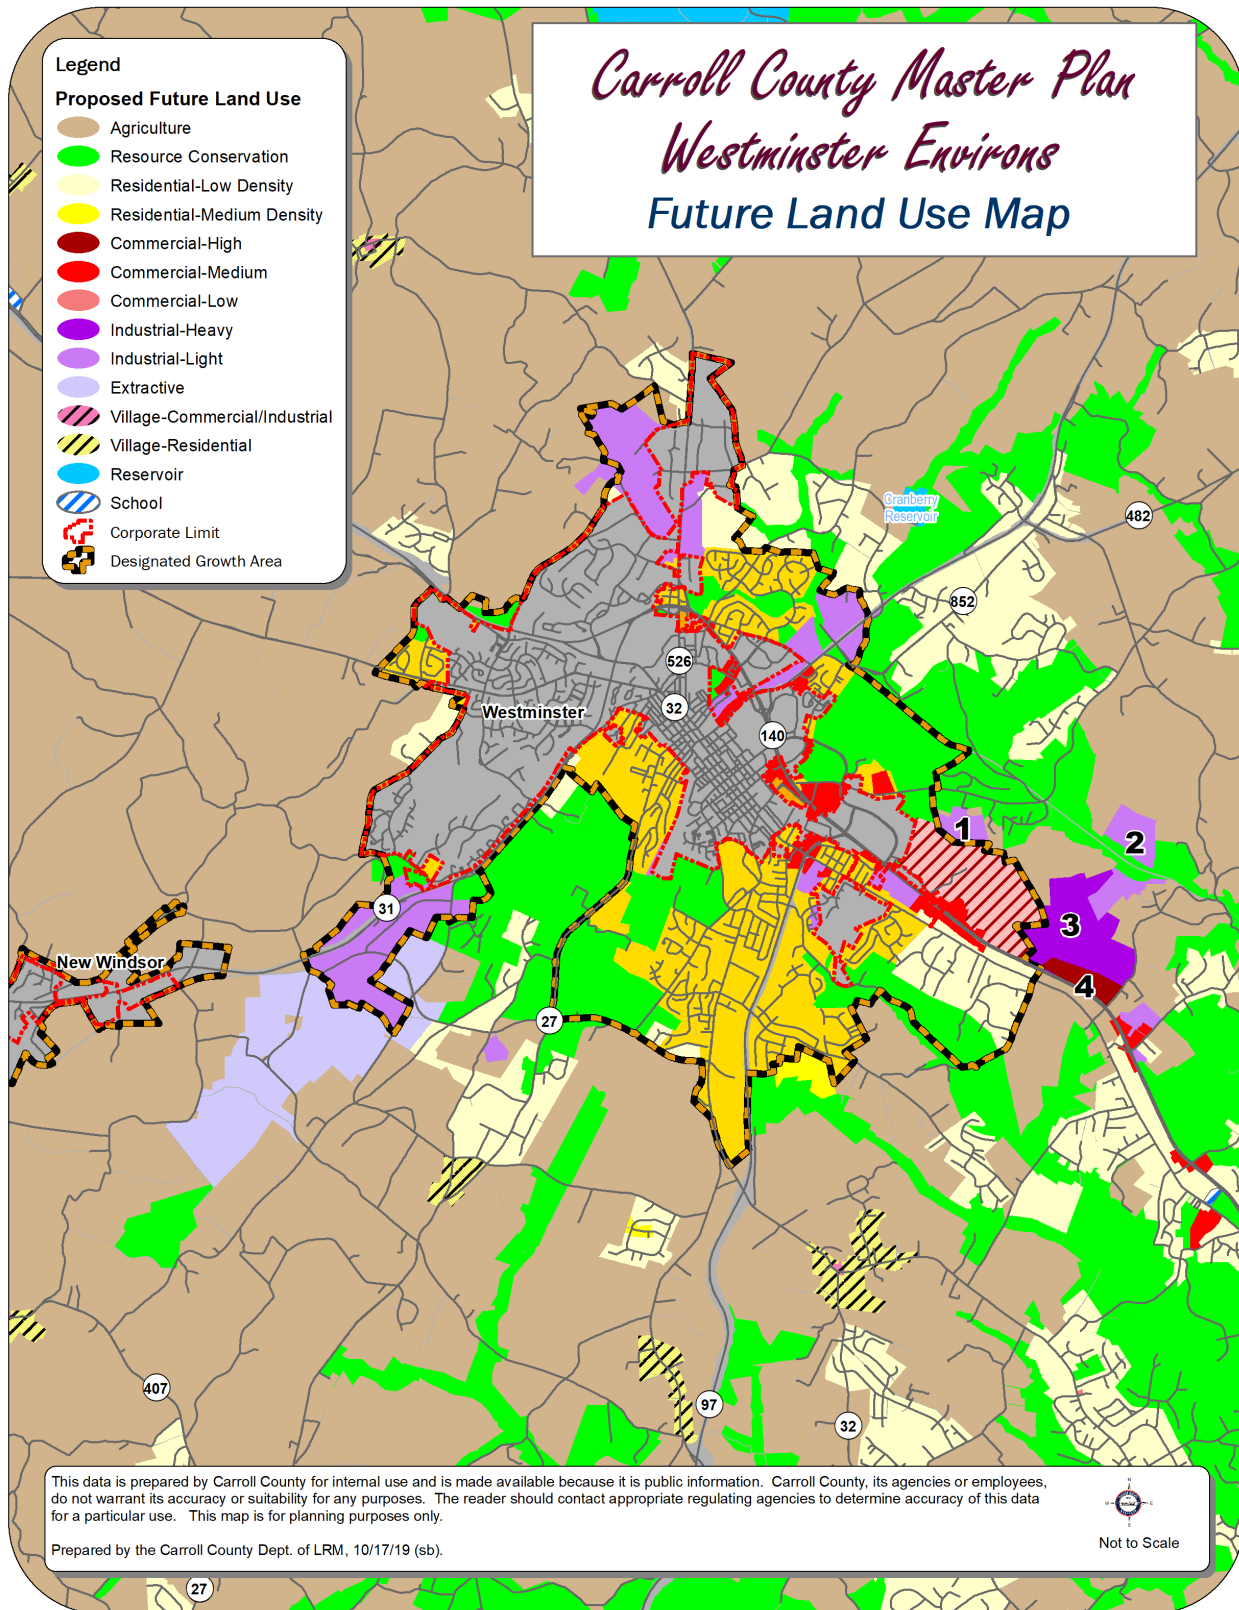 Carroll County Master Plan
Westminster Environs
Future Land Use Map
Legend
Proposed Future Land Use
Agriculture
Resource Conservation
Residential-Low Density
Residential-Medium Density
Commercial-High
Commercial-Medium
Commercial-Low
Industrial-Heavy
Industrial-Light
Extractive
Village-Commercial/Industrial
Village-Residential
Reservoir
School
Corporate Limit
Designated Growth Area
Cranberry
Reservoir
482
852
526
32
Westminster
140
1
2
3
4
31
New Windsor
27
407
97
32
This data is prepared by Carroll County for internal use and is made available because it is public information. Carroll County, its agencies or employees,
do not warrant its accuracy or suitability for any purposes. The reader should contact appropriate regulating agencies to determine accuracy of this data
for a particular use. This map is for planning purposes only.
Prepared by the Carroll County Dept. of LRM, 10/17/19 (sb).
Not to Scale
27